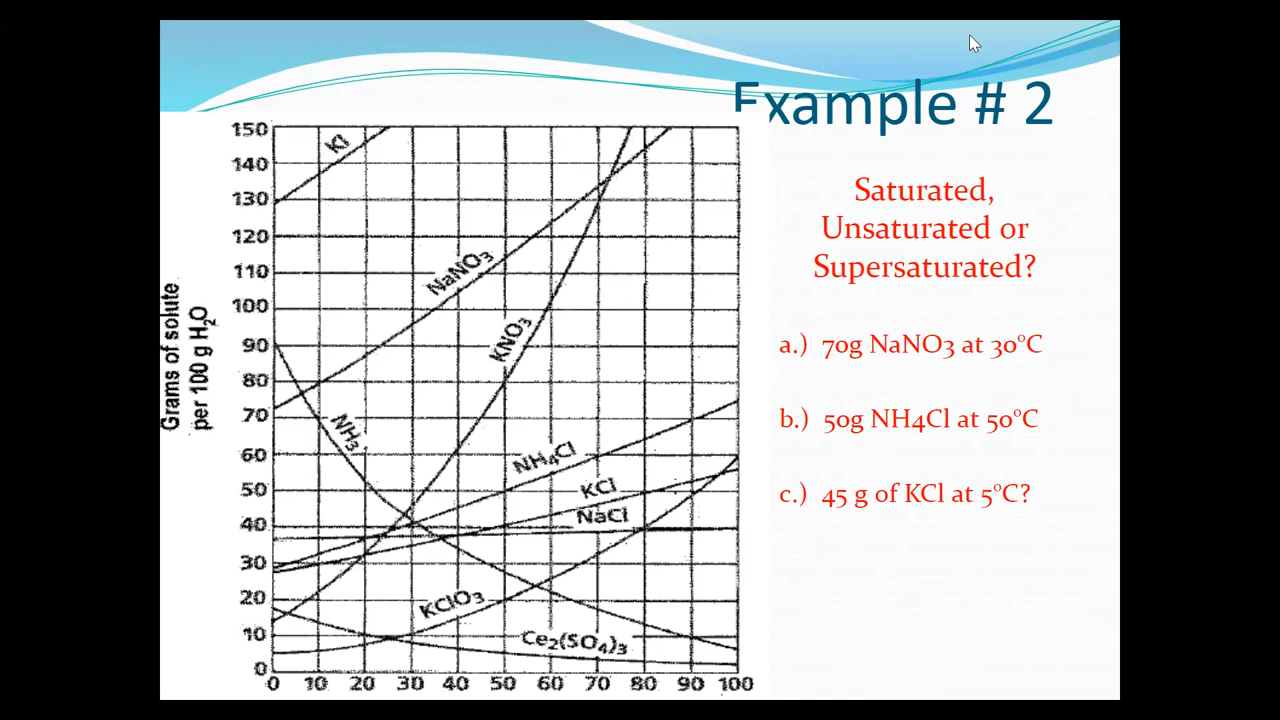 Example # 2
Saturated,
Unsaturated or
Supersaturated?
a.) 70g NaNO3 at 30°C
b.) 50g NH4Cl at 50°C
c.) 45 g of KCl at 5°C?
Grams of solute
per 100 g H₂O
150
140
130
120
110
100
90
80
70
60
50
40
30
20
10
0
KI
NaNO₃
KNO₃
NH₃
NH₄Cl
KCl
NaCl
KClO₃
Ce₂(SO₄)₃
0 10 20 30 40 50 60 70 80 90 100